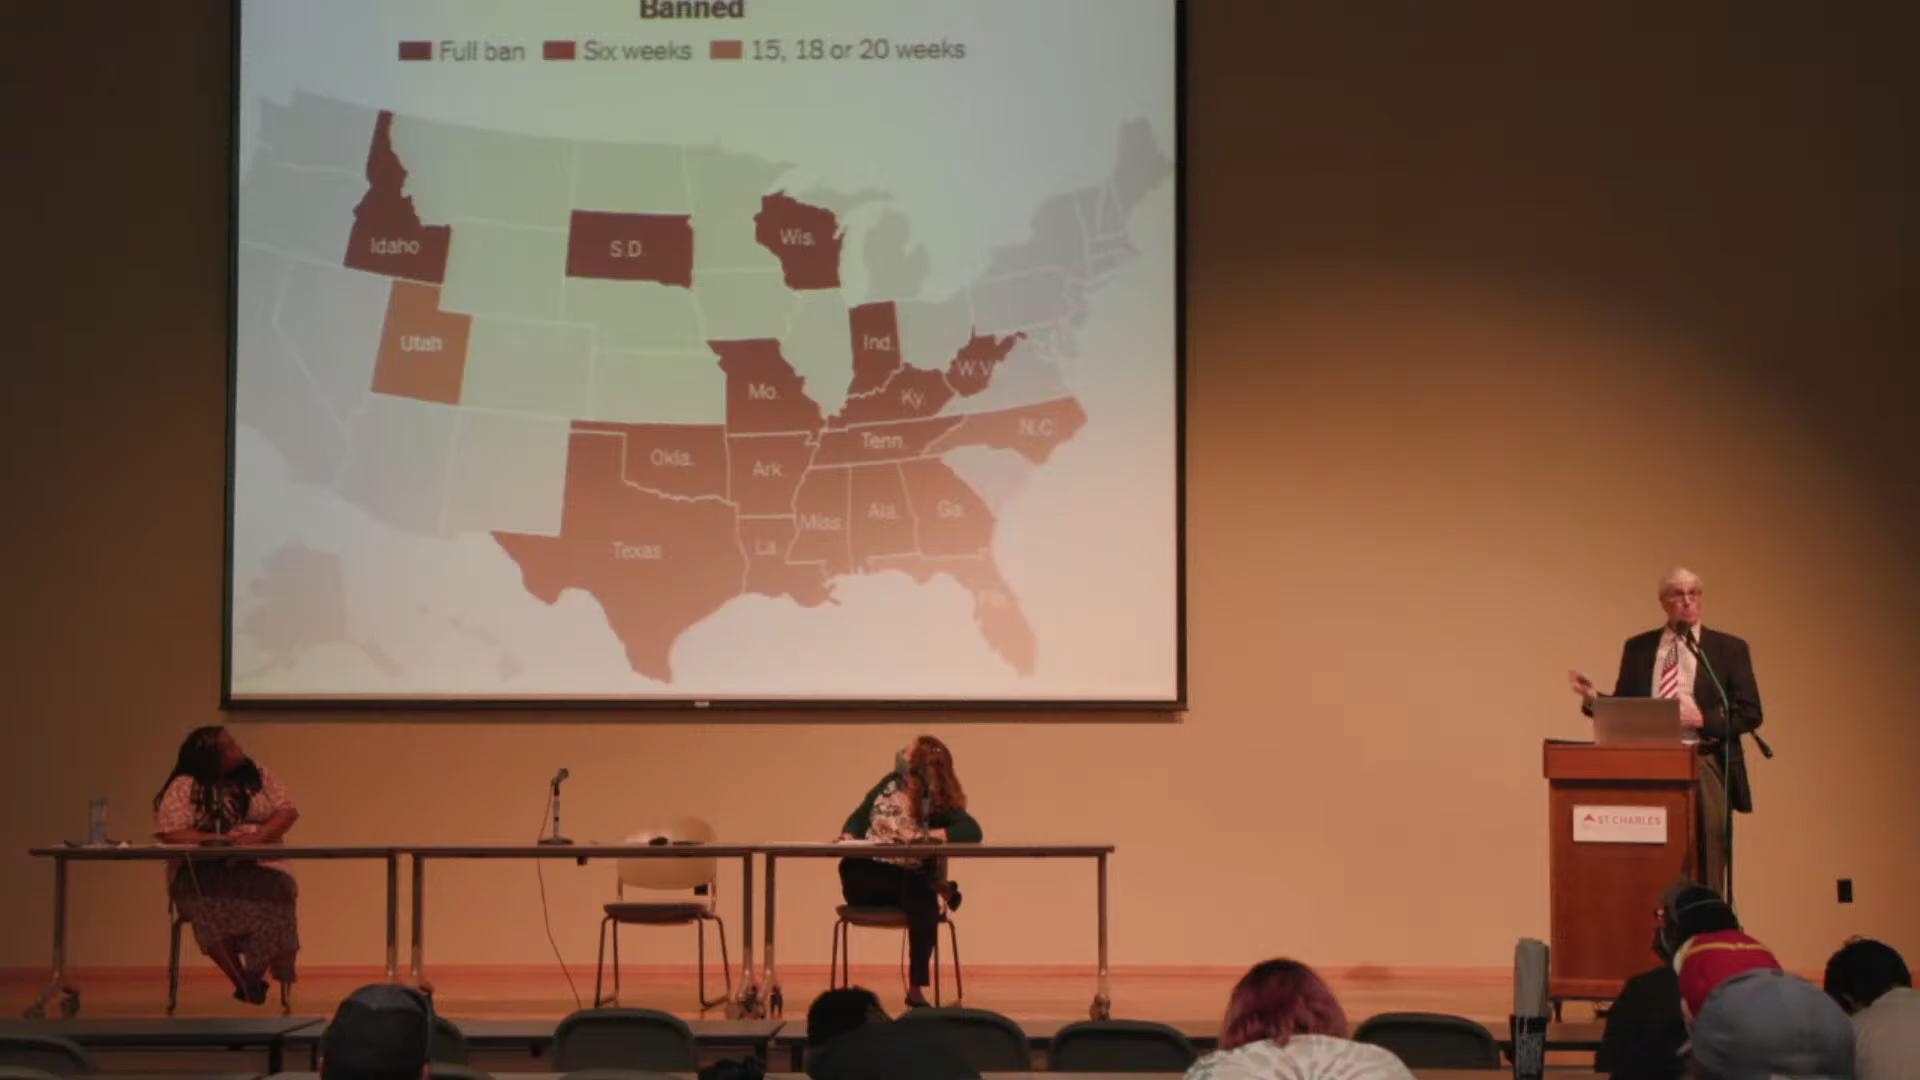 Banned
Full ban Six weeks 15, 18 or 20 weeks
Idaho
S.D.
Wis.
Utah
Ind.
W.V
Mo.
Ky.
N.C.
Tenn.
Okla.
Ark.
Miss.
Ala.
Ga.
Texas
La.
ST CHARLES